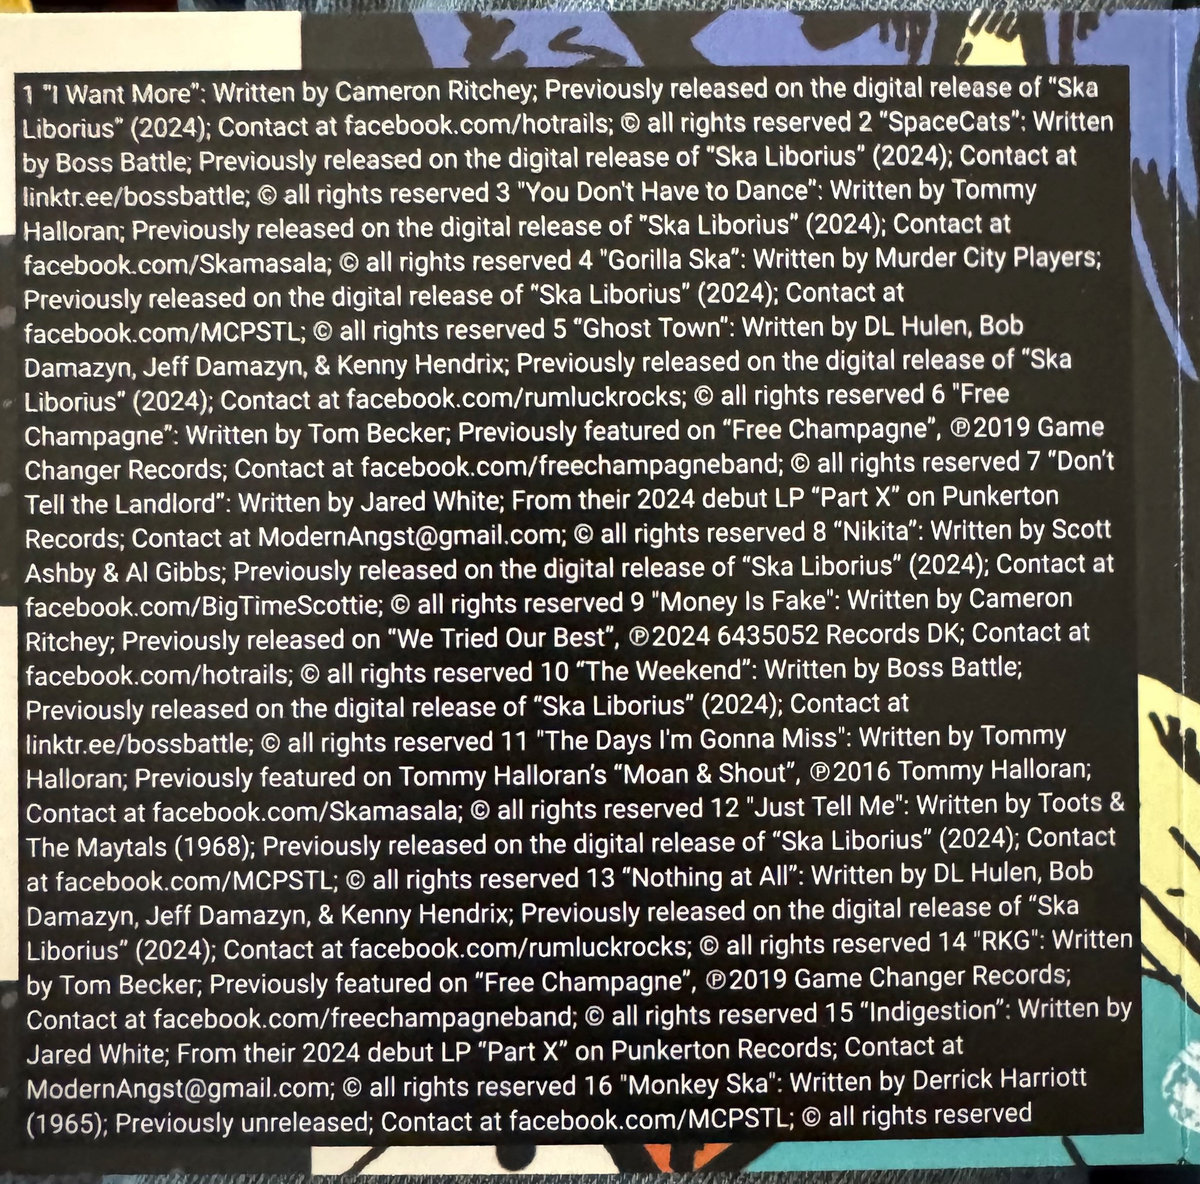 1 "I Want More": Written by Cameron Ritchey; Previously released on the digital release of "Ska
Liborius" (2024); Contact at facebook.com/hotrails; © all rights reserved 2 "SpaceCats": Written
by Boss Battle; Previously released on the digital release of "Ska Liborius" (2024); Contact at
linktr.ee/bossbattle; © all rights reserved 3 "You Don't Have to Dance": Written by Tommy
Halloran; Previously released on the digital release of "Ska Liborius" (2024); Contact at
facebook.com/Skamasala; © all rights reserved 4 "Gorilla Ska": Written by Murder City Players;
Previously released on the digital release of "Ska Liborius" (2024); Contact at
facebook.com/MCPSTL; © all rights reserved 5 "Ghost Town": Written by DL Hulen, Bob
Damazyn, Jeff Damazyn, & Kenny Hendrix; Previously released on the digital release of "Ska
Liborius" (2024); Contact at facebook.com/rumluckrocks; © all rights reserved 6 "Free
Champagne": Written by Tom Becker; Previously featured on "Free Champagne", ℗2019 Game
Changer Records; Contact at facebook.com/freechampagneband; © all rights reserved 7 "Don't
Tell the Landlord": Written by Jared White; From their 2024 debut LP "Part X" on Punkerton
Records; Contact at ModernAngst@gmail.com; © all rights reserved 8 "Nikita": Written by Scott
Ashby & Al Gibbs; Previously released on the digital release of "Ska Liborius" (2024); Contact at
facebook.com/BigTimeScottie; © all rights reserved 9 "Money Is Fake": Written by Cameron
Ritchey; Previously released on "We Tried Our Best", ℗2024 6435052 Records DK; Contact at
facebook.com/hotrails; © all rights reserved 10 "The Weekend": Written by Boss Battle;
Previously released on the digital release of "Ska Liborius" (2024); Contact at
linktr.ee/bossbattle; © all rights reserved 11 "The Days I'm Gonna Miss": Written by Tommy
Halloran; Previously featured on Tommy Halloran's "Moan & Shout", ℗2016 Tommy Halloran;
Contact at facebook.com/Skamasala; © all rights reserved 12 "Just Tell Me": Written by Toots &
The Maytals (1968); Previously released on the digital release of "Ska Liborius" (2024); Contact
at facebook.com/MCPSTL; © all rights reserved 13 "Nothing at All": Written by DL Hulen, Bob
Damazyn, Jeff Damazyn, & Kenny Hendrix; Previously released on the digital release of "Ska
Liborius" (2024); Contact at facebook.com/rumluckrocks; © all rights reserved 14 "RKG": Written
by Tom Becker; Previously featured on "Free Champagne", ℗2019 Game Changer Records;
Contact at facebook.com/freechampagneband; © all rights reserved 15 "Indigestion": Written by
Jared White; From their 2024 debut LP "Part X" on Punkerton Records; Contact at
ModernAngst@gmail.com; © all rights reserved 16 "Monkey Ska": Written by Derrick Harriott
(1965); Previously unreleased; Contact at facebook.com/MCPSTL; © all rights reserved